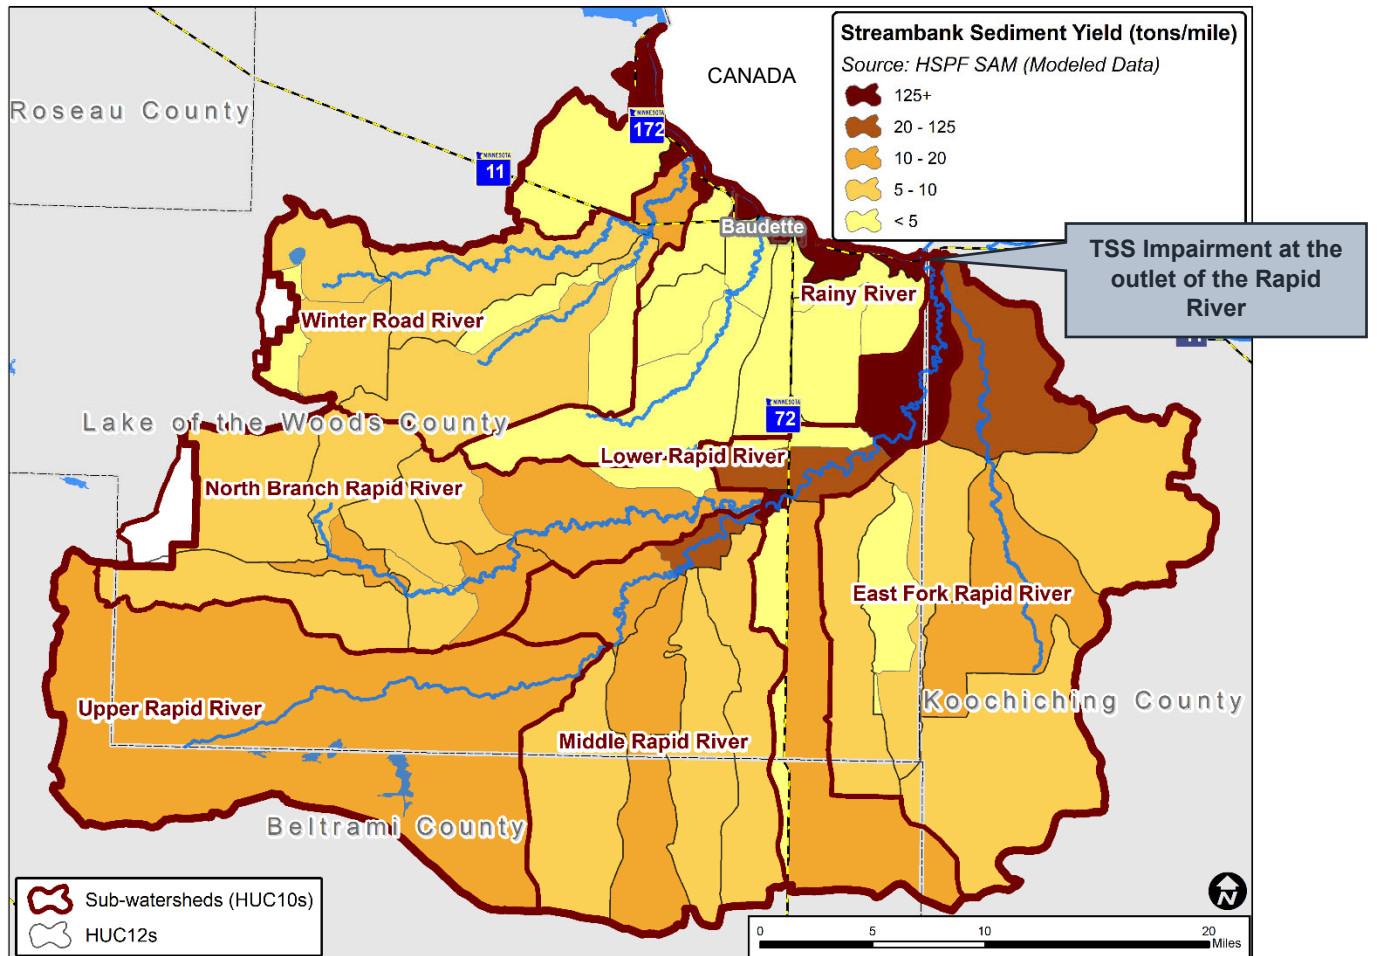 Streambank Sediment Yield (tons/mile)
Source: HSPF SAM (Modeled Data)
125+
20 - 125
10 - 20
5 - 10
< 5
CANADA
Roseau County
MINNESOTA
172
MINNESOTA
11
Baudette
TSS Impairment at the
outlet of the Rapid
River
Rainy River
Winter Road River
Lake of the Woods County
MINNESOTA
72
Lower Rapid River
North Branch Rapid River
East Fork Rapid River
Upper Rapid River
Koochiching County
Middle Rapid River
Beltrami County
Sub-watersheds (HUC10s)
HUC12s
N
0 5 10 20
Miles